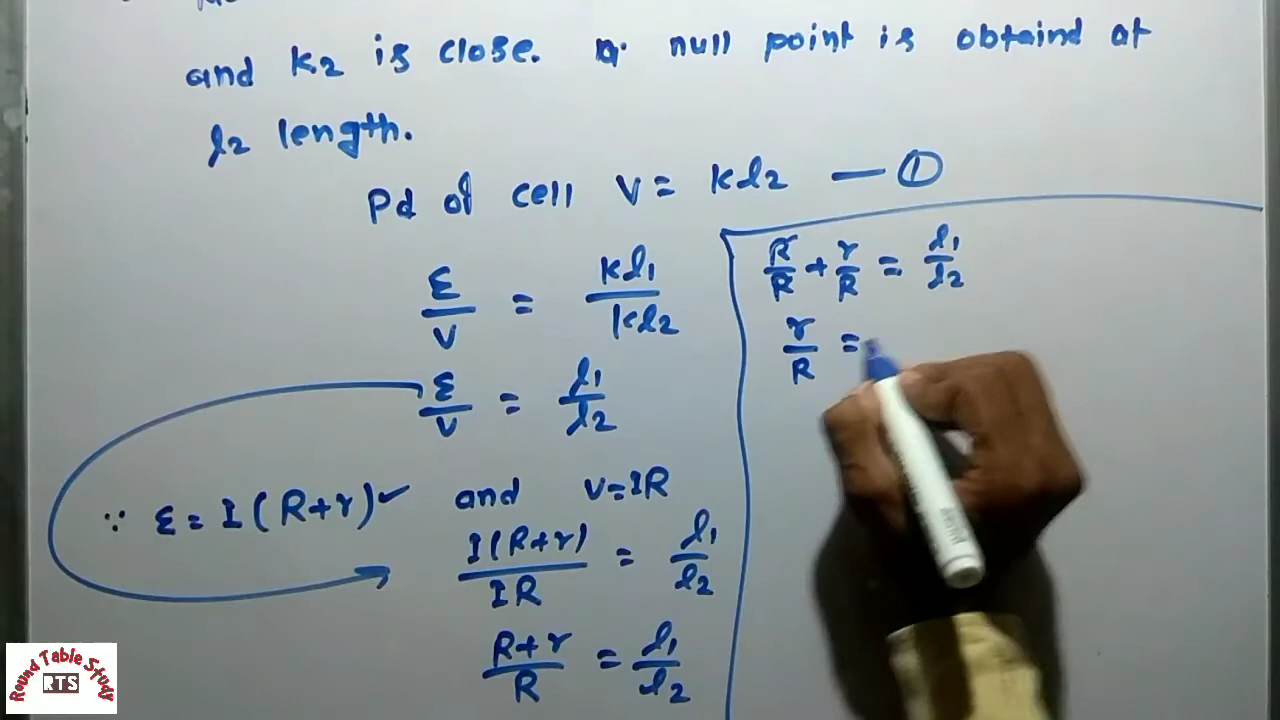 and K2 is close. null point is obtaind at
l2 length.
Pd of cell V = Kl2 — ①
ε/V = Kl1/Kl2
ε/V = l1/l2
∵ ε = I(R+r)✓ and V=IR
I(R+r)/IR = l1/l2
R+r/R = l1/l2
R/R + r/R = l1/l2
r/R =
Round Table Study
RTS